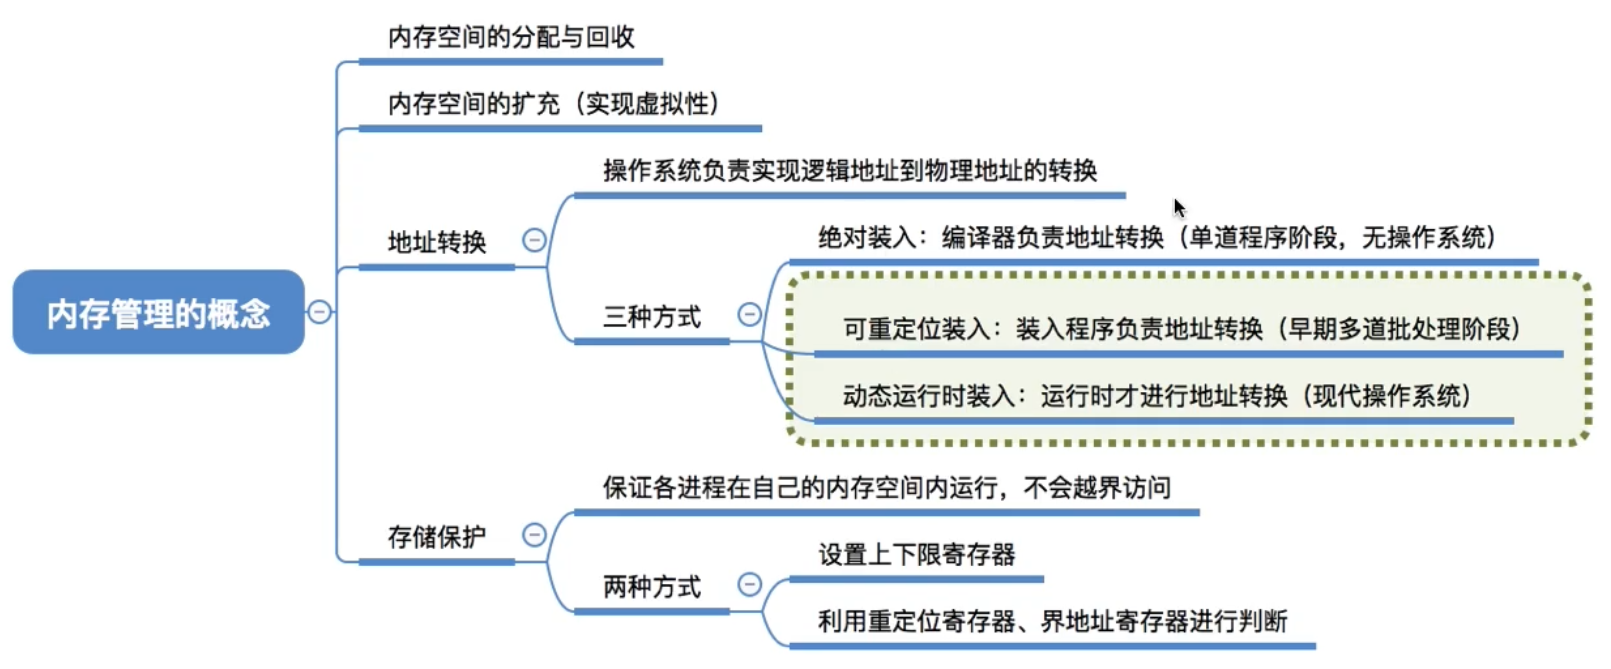 内存管理的概念
内存空间的分配与回收
内存空间的扩充（实现虚拟性）
地址转换
操作系统负责实现逻辑地址到物理地址的转换
三种方式
绝对装入：编译器负责地址转换（单道程序阶段，无操作系统）
可重定位装入：装入程序负责地址转换（早期多道批处理阶段）
动态运行时装入：运行时才进行地址转换（现代操作系统）
存储保护
保证各进程在自己的内存空间内运行，不会越界访问
两种方式
设置上下限寄存器
利用重定位寄存器、界地址寄存器进行判断